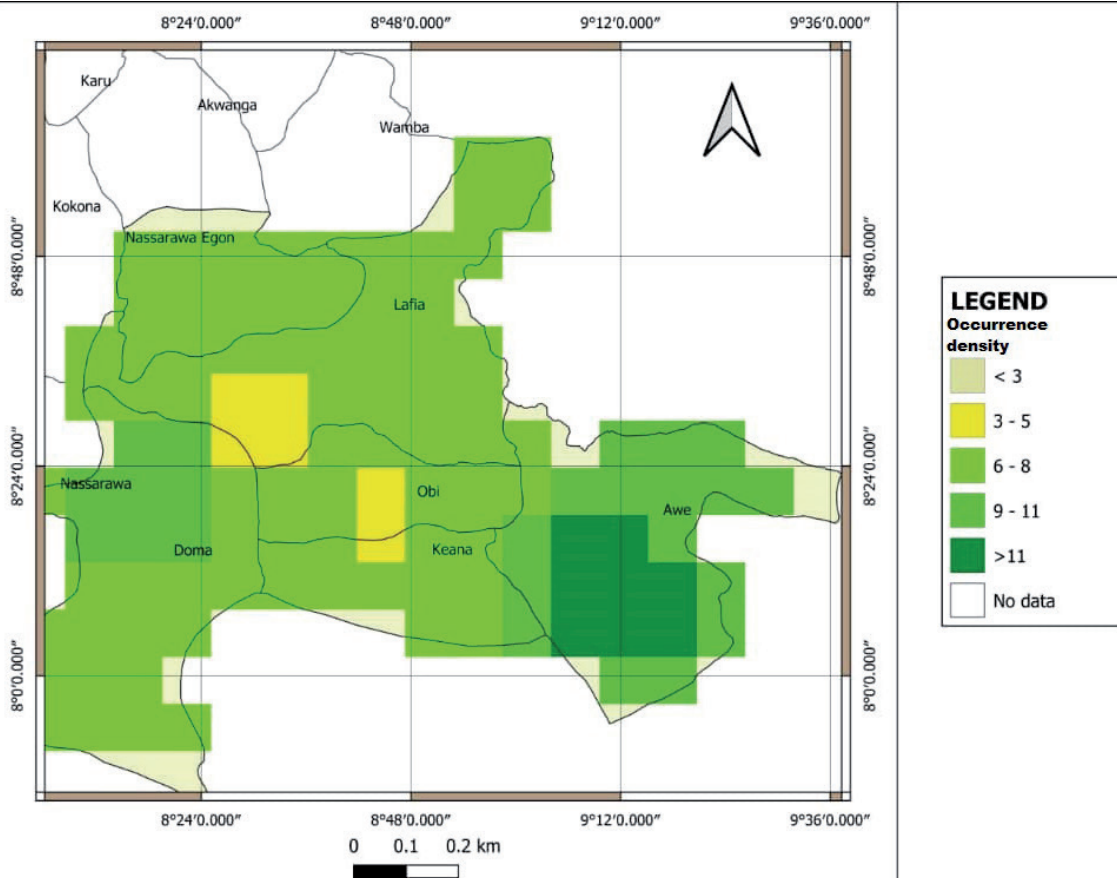 8°24′0.000″ 8°48′0.000″ 9°12′0.000″ 9°36′0.000″
Karu
Akwanga
Wamba
Kokona
Nassarawa Egon
8°48′0.000″ 8°48′0.000″
Lafia
LEGEND
Occurrence
density
< 3
3 - 5
6 - 8
9 - 11
>11
No data
8°24′0.000″ 8°24′0.000″
Nassarawa
Obi
Awe
Doma
Keana
8°0′0.000″ 8°0′0.000″
8°24′0.000″ 8°48′0.000″ 9°12′0.000″ 9°36′0.000″
0 0.1 0.2 km